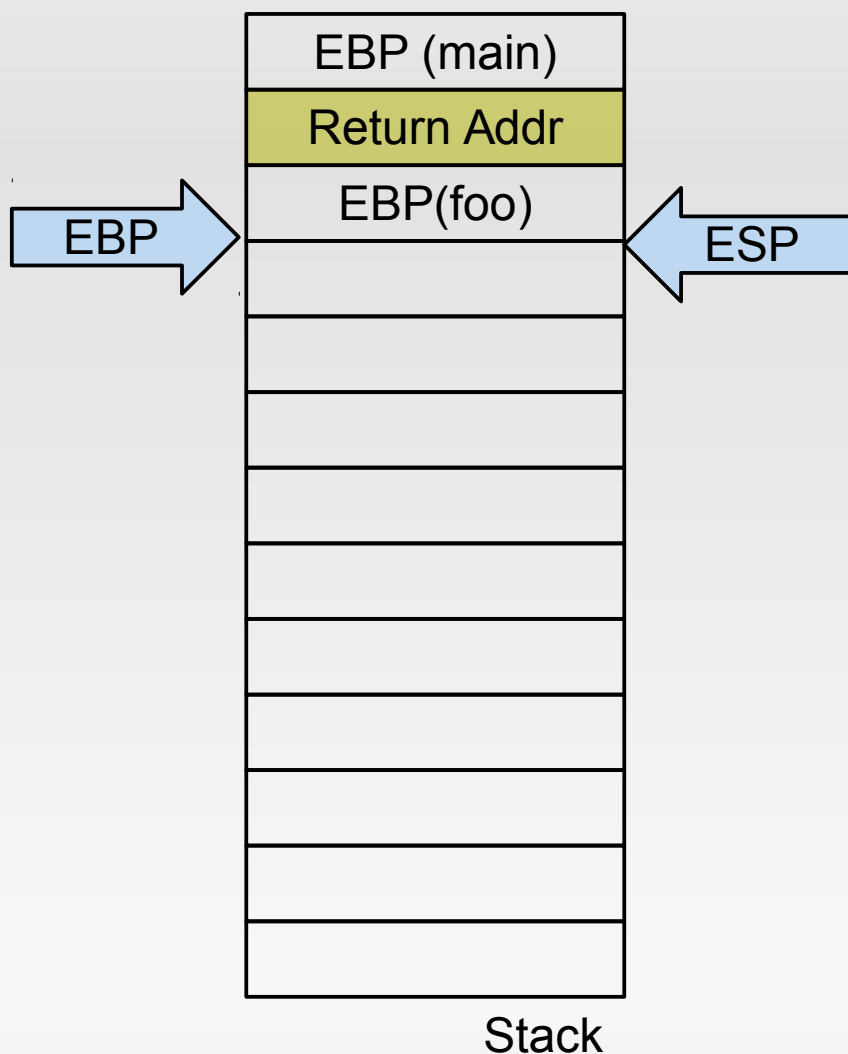 EBP (main)
Return Addr
EBP(foo)
EBP
ESP
Stack